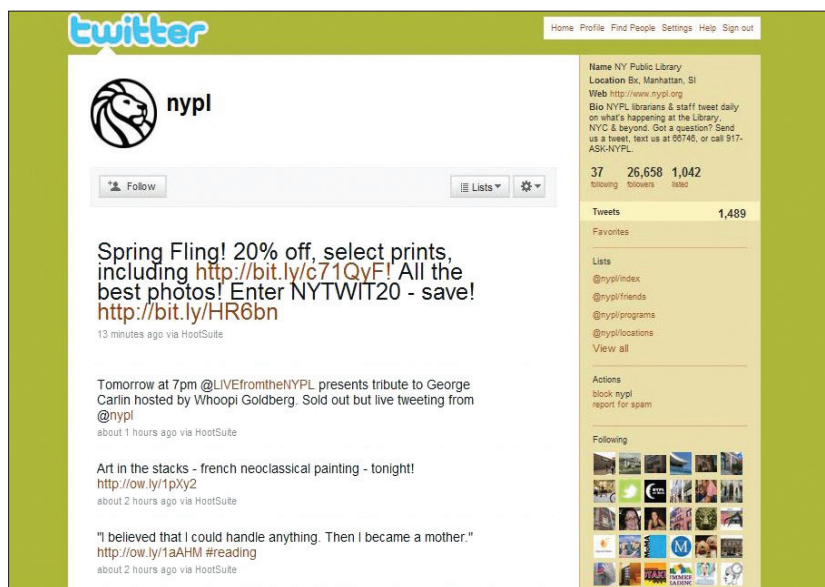 twitter
Home Profile Find People Settings Help Sign out
nypl
Follow
Lists
Spring Fling! 20% off, select prints,
including http://bit.ly/c71QyF! All the
best photos! Enter NYTWIT20 - save!
http://bit.ly/HR6bn
13 minutes ago via HootSuite
Tomorrow at 7pm @LIVEfromtheNYPL presents tribute to George
Carlin hosted by Whoopi Goldberg. Sold out but live tweeting from
@nypl
about 1 hours ago via HootSuite
Art in the stacks - french neoclassical painting - tonight!
http://ow.ly/1pXy2
about 2 hours ago via HootSuite
"I believed that I could handle anything. Then I became a mother."
http://ow.ly/1aAHM #reading
about 2 hours ago via HootSuite
Name NY Public Library
Location Bx, Manhattan, SI
Web http://www.nypl.org
Bio NYPL librarians & staff tweet daily
on what's happening at the Library,
NYC & beyond. Got a question? Send
us a tweet, text us at 66746, or call 917-
ASK-NYPL.
37 26,658 1,042
following followers listed
Tweets 1,489
Favorites
Lists
@nypl/index
@nypl/friends
@nypl/programs
@nypl/locations
View all
Actions
block nypl
report for spam
Following